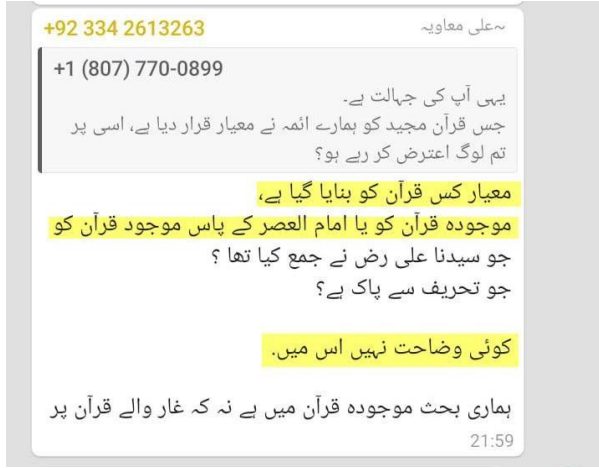 +92 334 2613263 ~علی معاویہ
+1 (807) 770-0899
یہی آپ کی جہالت ہے۔
جس قرآن مجید کو ہمارے ائمہ نے معیار قرار دیا ہے، اسی پر
تم لوگ اعترض کر رہے ہو؟
معیار کس قرآن کو بنایا گیا ہے،
موجودہ قرآن کو یا امام العصر کے پاس موجود قرآن کو
جو سیدنا علی رض نے جمع کیا تھا ؟
جو تحریف سے پاک ہے؟
کوئی وضاحت نہیں اس میں.
ہماری بحث موجودہ قرآن میں ہے نہ کہ غار والے قرآن پر
21:59